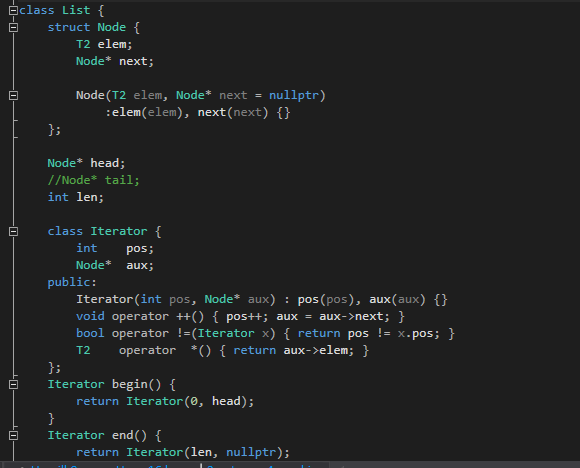 class List {
struct Node {
T2 elem;
Node* next;
Node(T2 elem, Node* next = nullptr)
:elem(elem), next(next) {}
};
Node* head;
//Node* tail;
int len;
class Iterator {
int    pos;
Node*  aux;
public:
Iterator(int pos, Node* aux) : pos(pos), aux(aux) {}
void operator ++() { pos++; aux = aux->next; }
bool operator !=(Iterator x) { return pos != x.pos; }
T2    operator  *() { return aux->elem; }
};
Iterator begin() {
return Iterator(0, head);
}
Iterator end() {
return Iterator(len, nullptr);